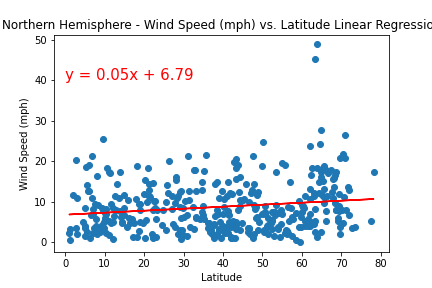 Northern Hemisphere - Wind Speed (mph) vs. Latitude Linear Regressio
50
y = 0.05x + 6.79
40
Wind Speed (mph)
30
20
10
0
0 10 20 30 40 50 60 70 80
Latitude